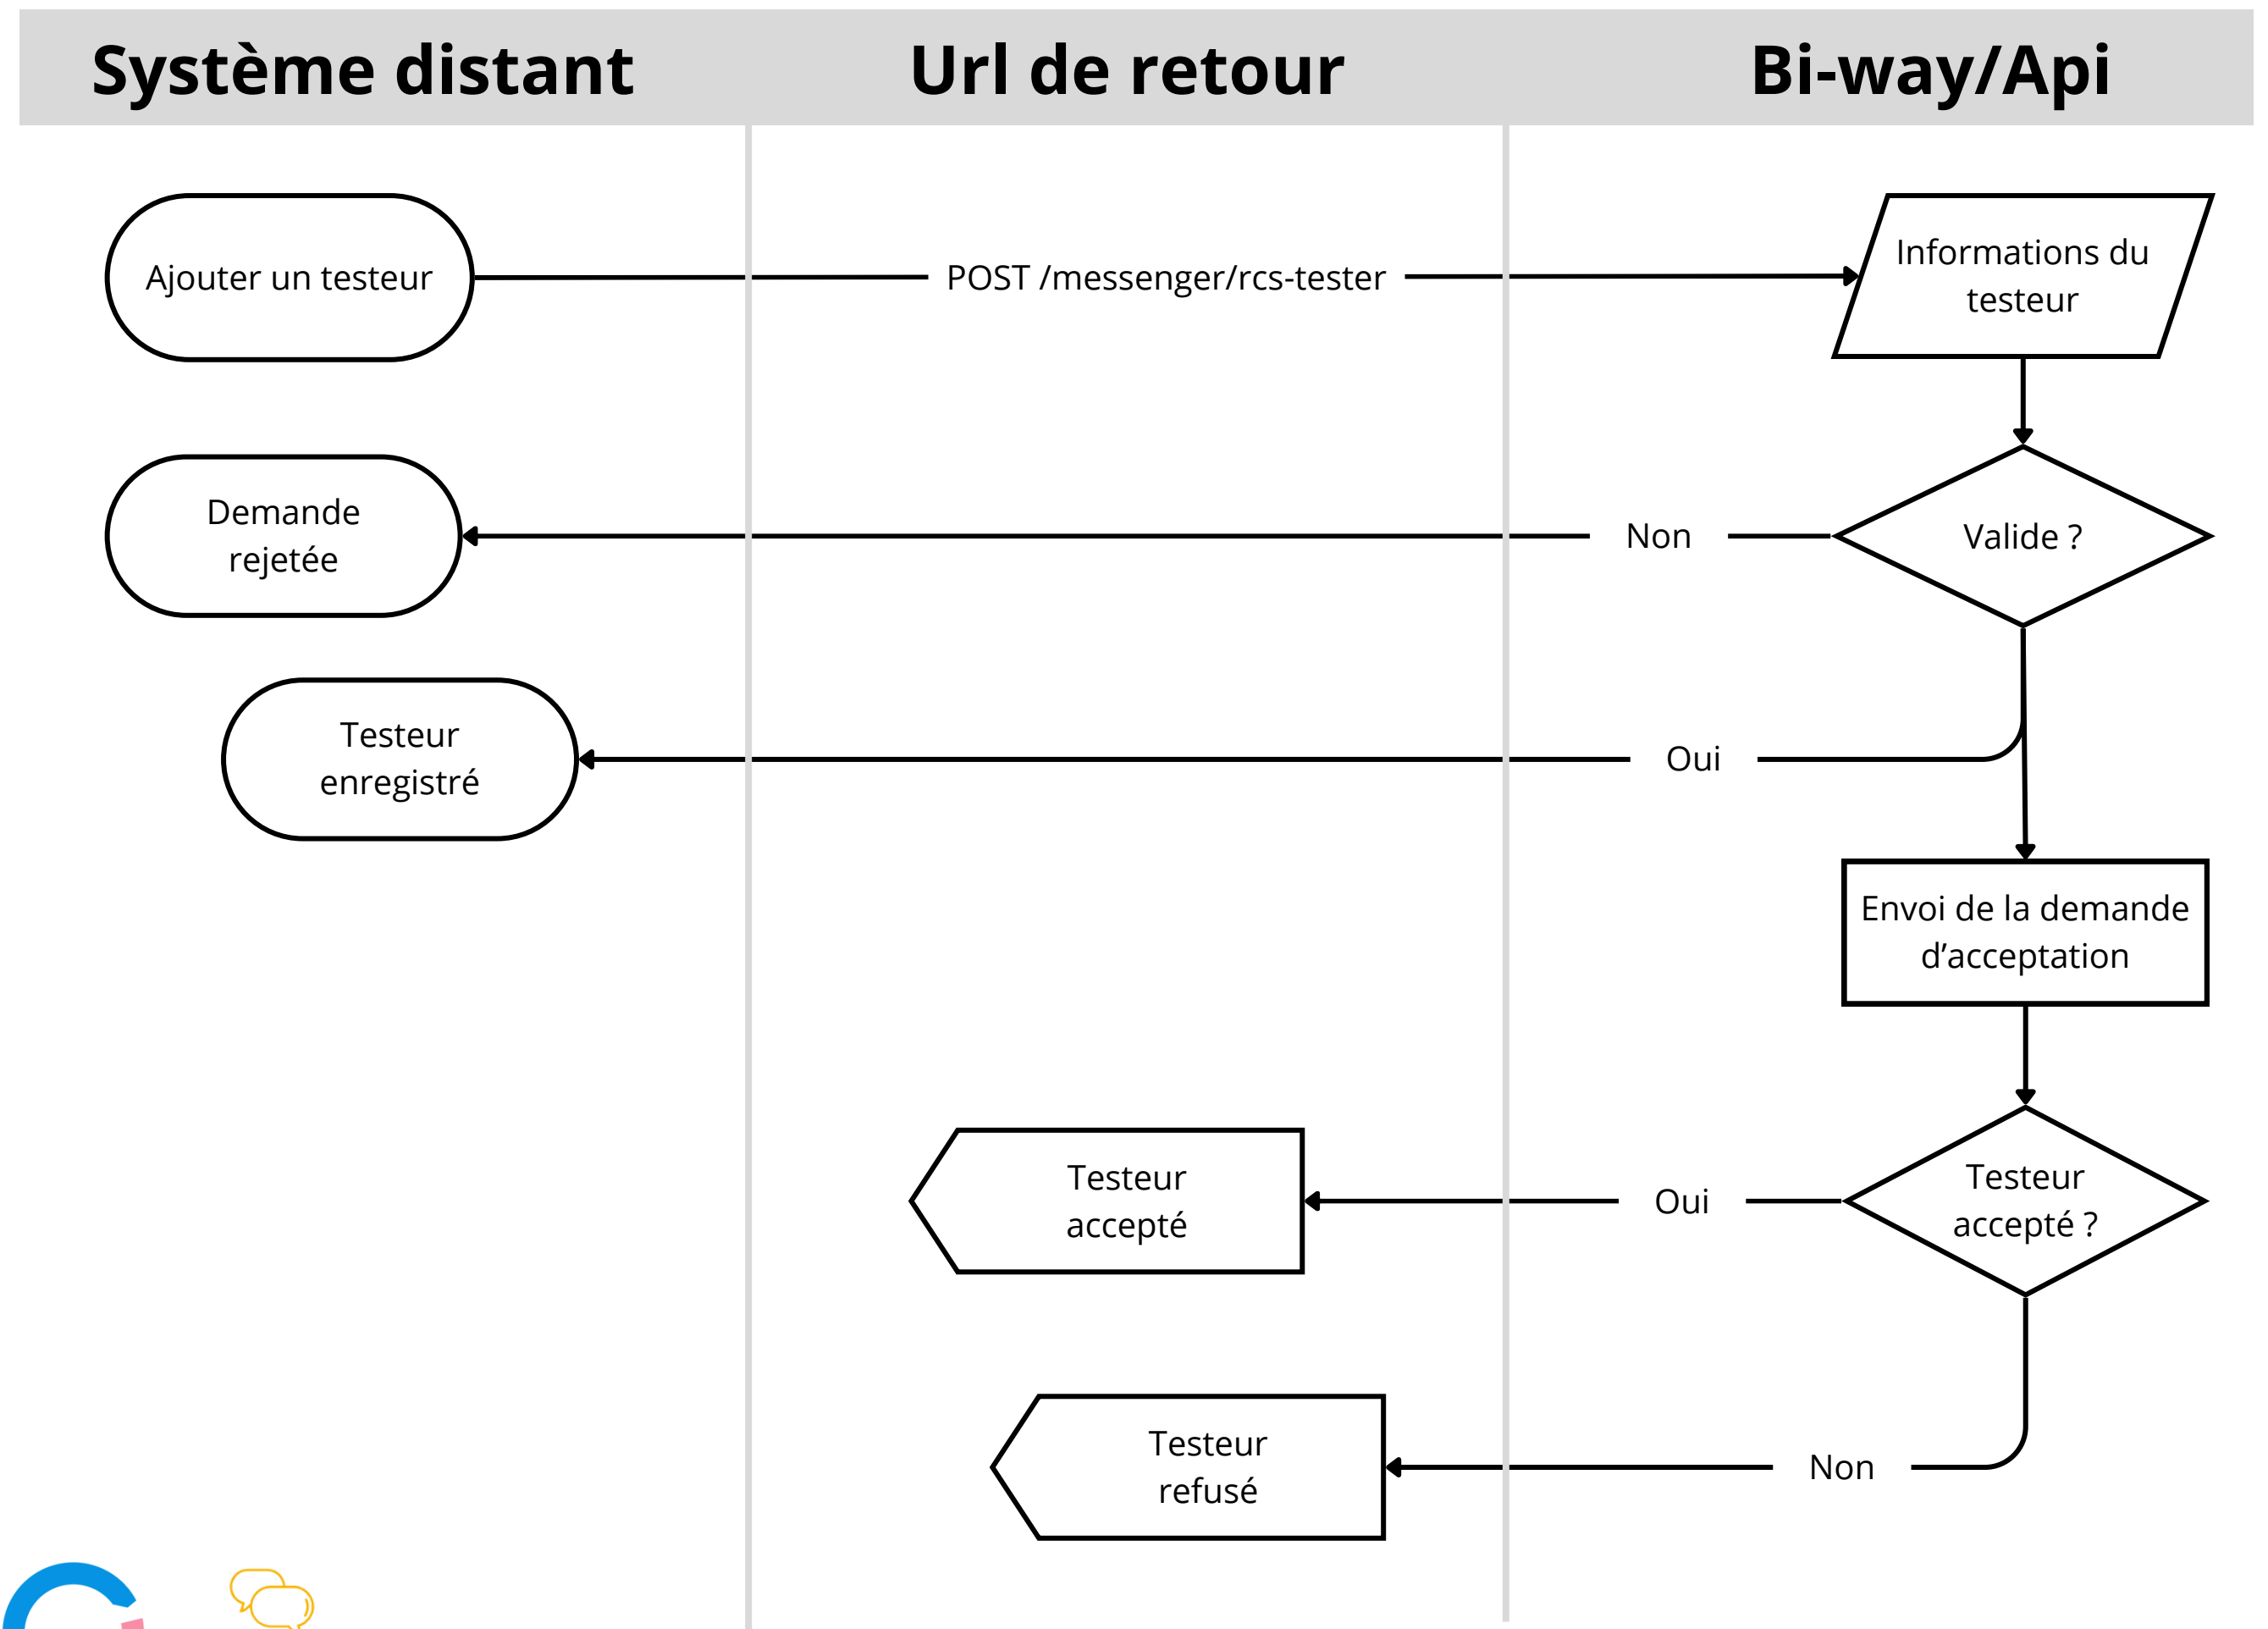 Système distant
Url de retour
Bi-way/Api
Ajouter un testeur
POST /messenger/rcs-tester
Informations du
testeur
Demande
rejetée
Non
Valide ?
Testeur
enregistré
Oui
Envoi de la demande
d’acceptation
Testeur
accepté
Oui
Testeur
accepté ?
Testeur
refusé
Non